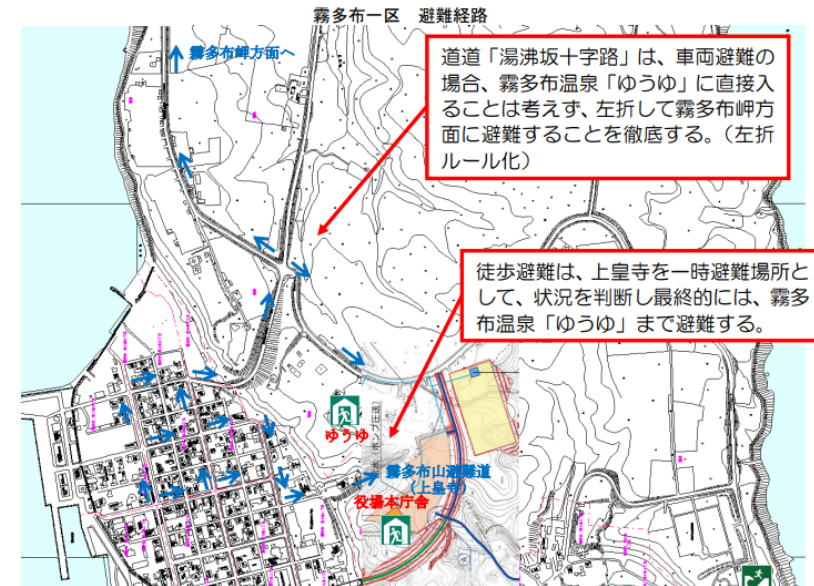 霧多布一区　避難経路
霧多布岬方面へ
道道「湯沸坂十字路」は、車両避難の
場合、霧多布温泉「ゆうゆ」に直接入
ることは考えず、左折して霧多布岬方
面に避難することを徹底する。（左折
ルール化）
徒歩避難は、上皇寺を一時避難場所と
して、状況を判断し最終的には、霧多
布温泉「ゆうゆ」まで避難する。
ゆうゆ
霧多布山避難道
（上皇寺）
役場本庁舎